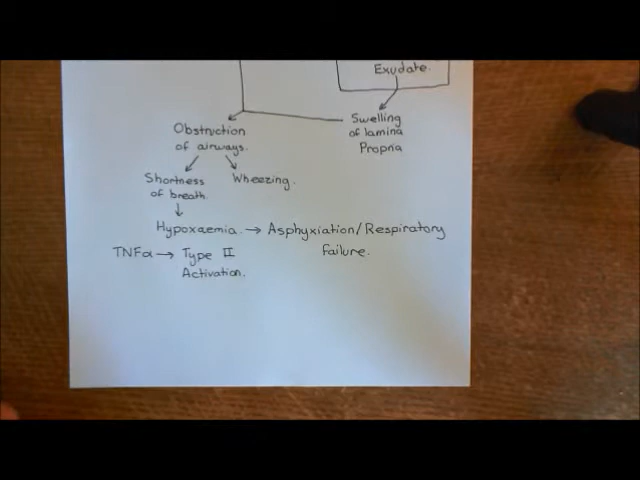 Exudate.
Swelling
of lamina
Propria
Obstruction
of airways.
Shortness
of breath.
Wheezing.
Hypoxaemia. → Asphyxiation/Respiratory
Failure.
TNFα → Type II
Activation.